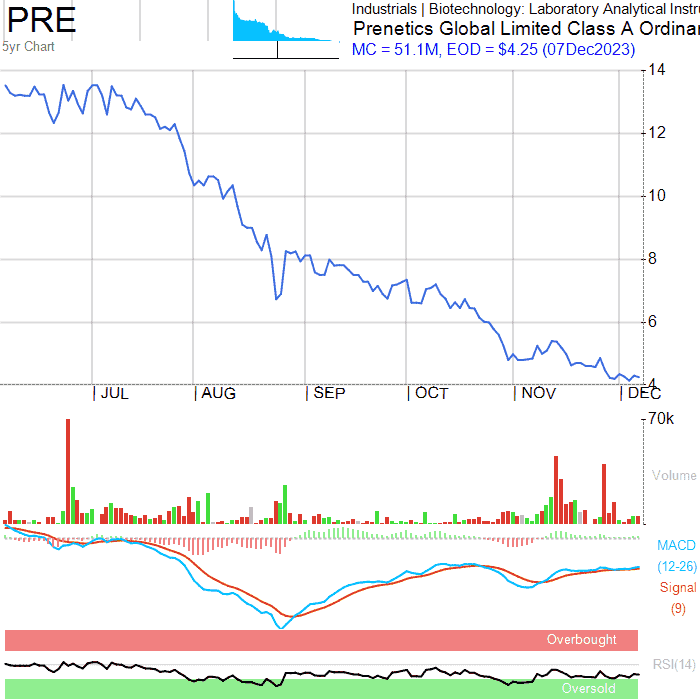 PRE
5yr Chart
Industrials | Biotechnology: Laboratory Analytical Instru
Prenetics Global Limited Class A Ordinar
MC = 51.1M, EOD = $4.25 (07Dec2023)
14
12
10
8
6
4
JUL
AUG
SEP
OCT
NOV
DEC
70k
Volume
MACD
(12-26)
Signal
(9)
Overbought
RSI(14)
Oversold